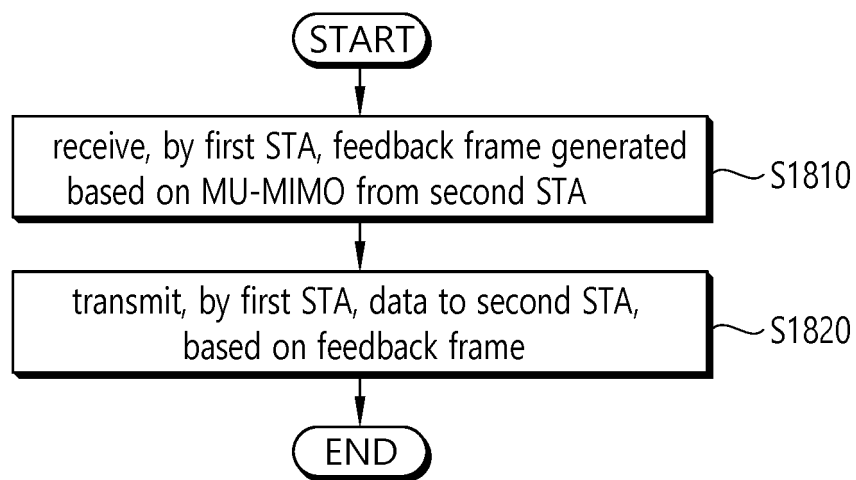 START
receive, by first STA, feedback frame generated
based on MU-MIMO from second STA
S1810
transmit, by first STA, data to second STA,
based on feedback frame
S1820
END